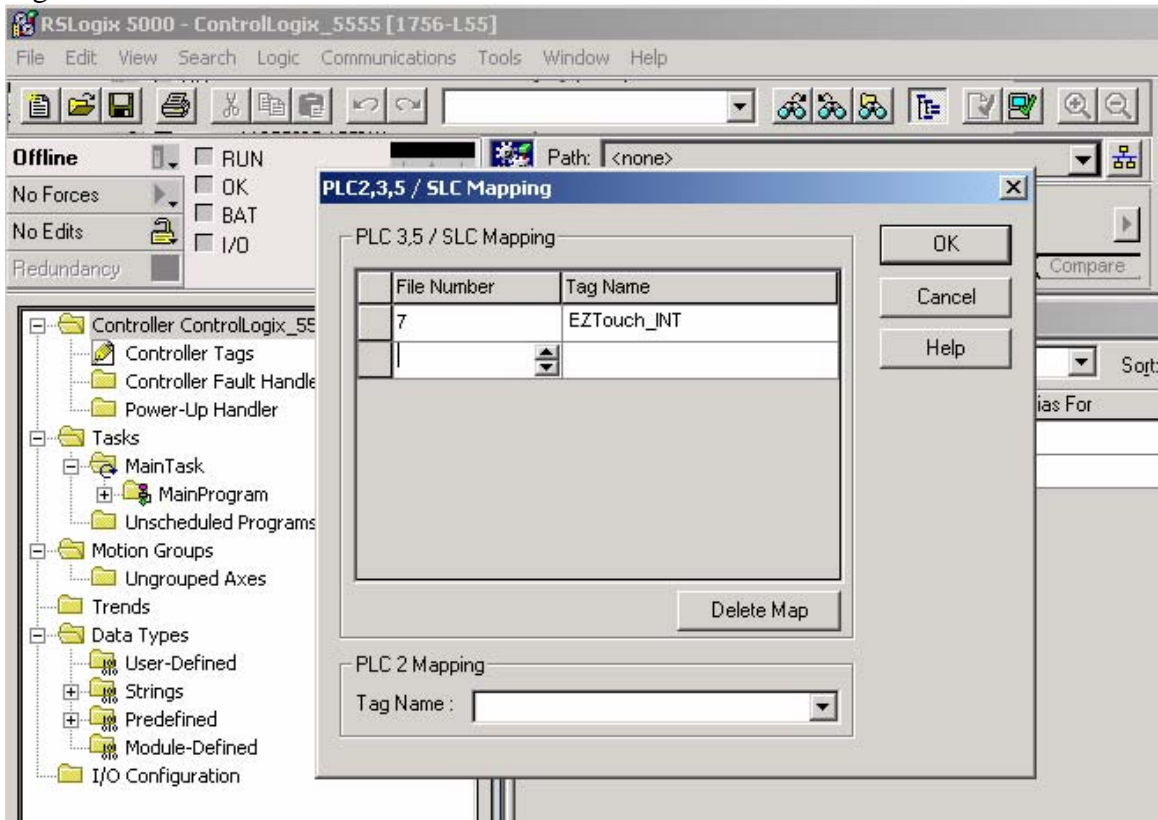 RSLogix 5000 - ControlLogix_5555 [1756-L55]
File Edit View Search Logic Communications Tools Window Help
Offline
RUN
Path: <none>
No Forces
OK
BAT
No Edits
I/O
Redundancy
Compare
PLC2,3,5 / SLC Mapping
PLC 3,5 / SLC Mapping
OK
File Number Tag Name
Cancel
7 EZTouch_INT
Help
Delete Map
PLC 2 Mapping
Tag Name :
Controller ControlLogix_55
Controller Tags
Controller Fault Handle
Power-Up Handler
Tasks
MainTask
MainProgram
Unscheduled Programs
Motion Groups
Ungrouped Axes
Trends
Data Types
User-Defined
Strings
Predefined
Module-Defined
I/O Configuration
Sort:
ias For